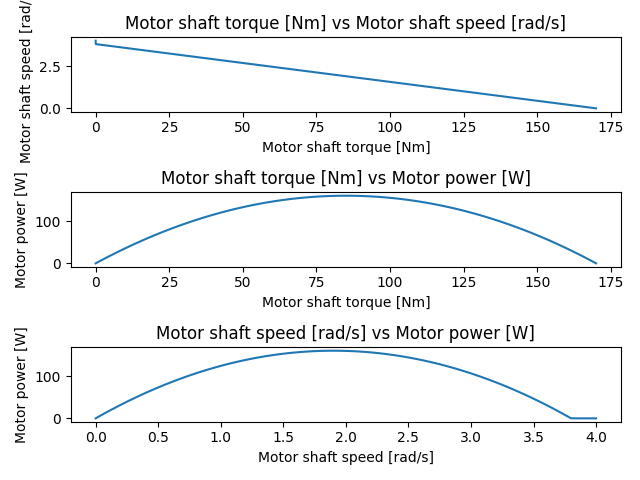 Motor shaft torque [Nm] vs Motor shaft speed [rad/s]
Motor shaft speed [rad/
2.5
0.0
0 25 50 75 100 125 150 175
Motor shaft torque [Nm]
Motor shaft torque [Nm] vs Motor power [W]
Motor power [W]
100
0
0 25 50 75 100 125 150 175
Motor shaft torque [Nm]
Motor shaft speed [rad/s] vs Motor power [W]
Motor power [W]
100
0
0.0 0.5 1.0 1.5 2.0 2.5 3.0 3.5 4.0
Motor shaft speed [rad/s]